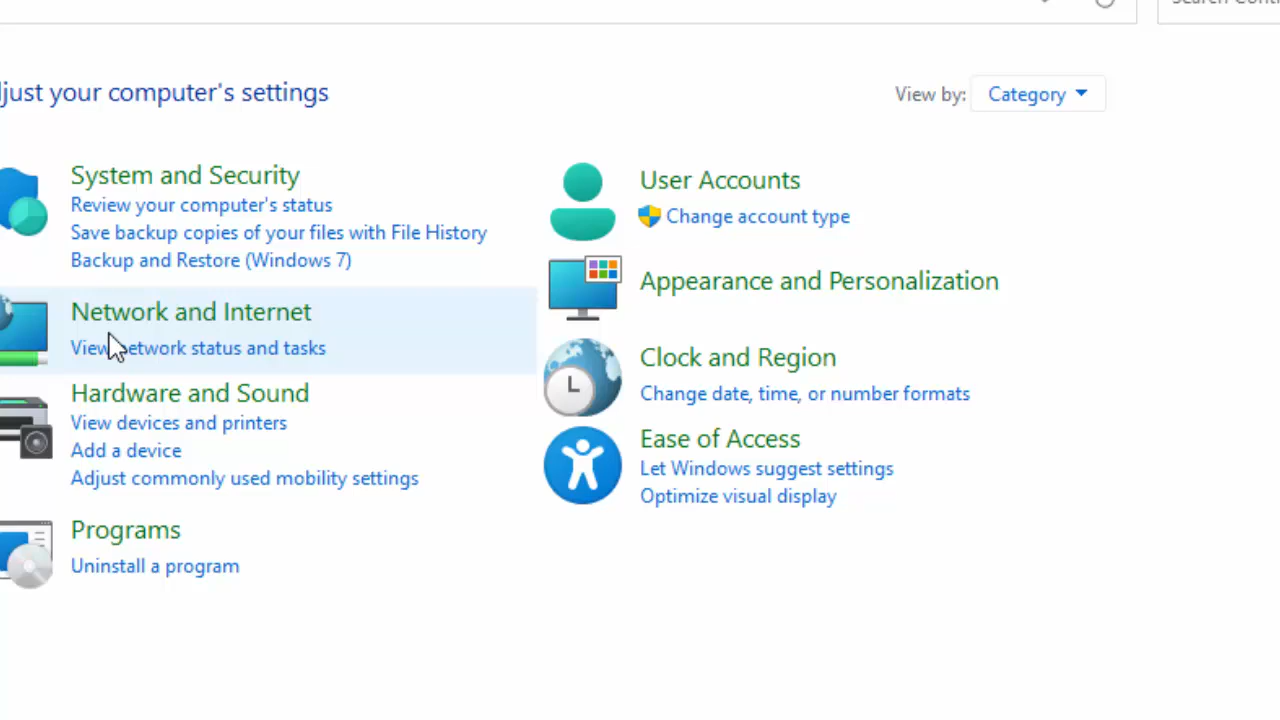 just your computer's settings
View by:
Category
System and Security
Review your computer's status
Save backup copies of your files with File History
Backup and Restore (Windows 7)
Network and Internet
View network status and tasks
Hardware and Sound
View devices and printers
Add a device
Adjust commonly used mobility settings
Programs
Uninstall a program
User Accounts
Change account type
Appearance and Personalization
Clock and Region
Change date, time, or number formats
Ease of Access
Let Windows suggest settings
Optimize visual display